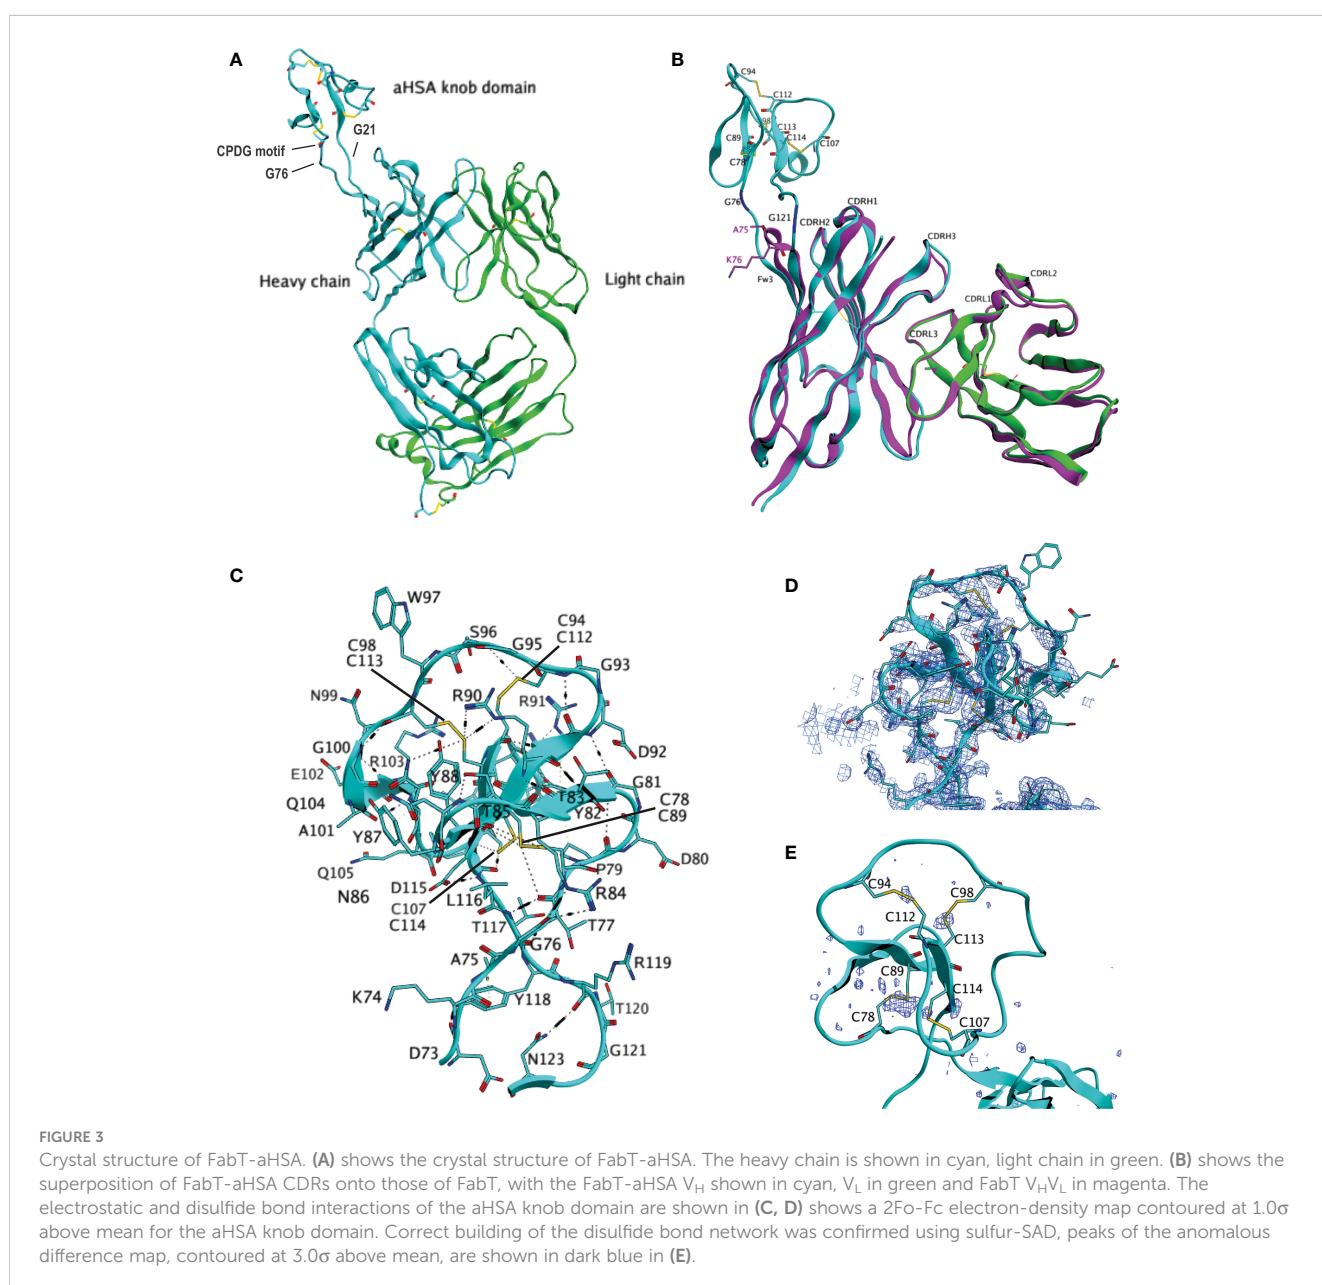 A
aHSA knob domain
G21
CPDG motif
G76
Heavy chain
Light chain
B
C94
C112
C113
C89
C114
C107
C78
G76
G121
CDRH2
CDRH1
A75
CDRH3
K76
Fw3
CDRL2
CDRL1
CDRL3
C
W97
S96
C94
C98
G95
C112
C113
G93
R90
R91
N99
G100
D92
R103
E102
Y88
G81
Q104
T83
C78
T85
Y82
C89
A101
Y87
Q105
P79
D80
D115
N86
L116
R84
C107
C114
T117
T77
G76
A75
R119
K74
Y118
T120
D73
N123
G121
D
E
C94
C98
C112
C113
C89
C114
C78
C107
FIGURE 3
Crystal structure of FabT-aHSA. (A) shows the crystal structure of FabT-aHSA. The heavy chain is shown in cyan, light chain in green. (B) shows the
superposition of FabT-aHSA CDRs onto those of FabT, with the FabT-aHSA VH shown in cyan, VL in green and FabT VHVL in magenta. The
electrostatic and disulfide bond interactions of the aHSA knob domain are shown in (C, D) shows a 2Fo-Fc electron-density map contoured at 1.0σ
above mean for the aHSA knob domain. Correct building of the disulfide bond network was confirmed using sulfur-SAD, peaks of the anomalous
difference map, contoured at 3.0σ above mean, are shown in dark blue in (E).